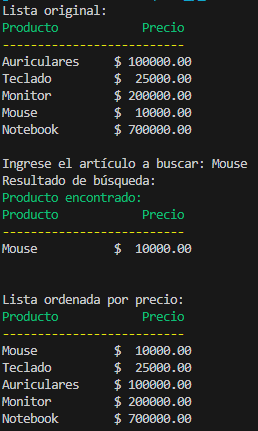 Lista original:
Producto            Precio
--------------------------
Auriculares     $ 100000.00
Teclado         $  25000.00
Monitor         $ 200000.00
Mouse           $  10000.00
Notebook        $ 700000.00

Ingrese el artículo a buscar: Mouse
Resultado de búsqueda:
Producto encontrado:
Producto            Precio
--------------------------
Mouse           $  10000.00


Lista ordenada por precio:
Producto            Precio
--------------------------
Mouse           $  10000.00
Teclado         $  25000.00
Auriculares     $ 100000.00
Monitor         $ 200000.00
Notebook        $ 700000.00